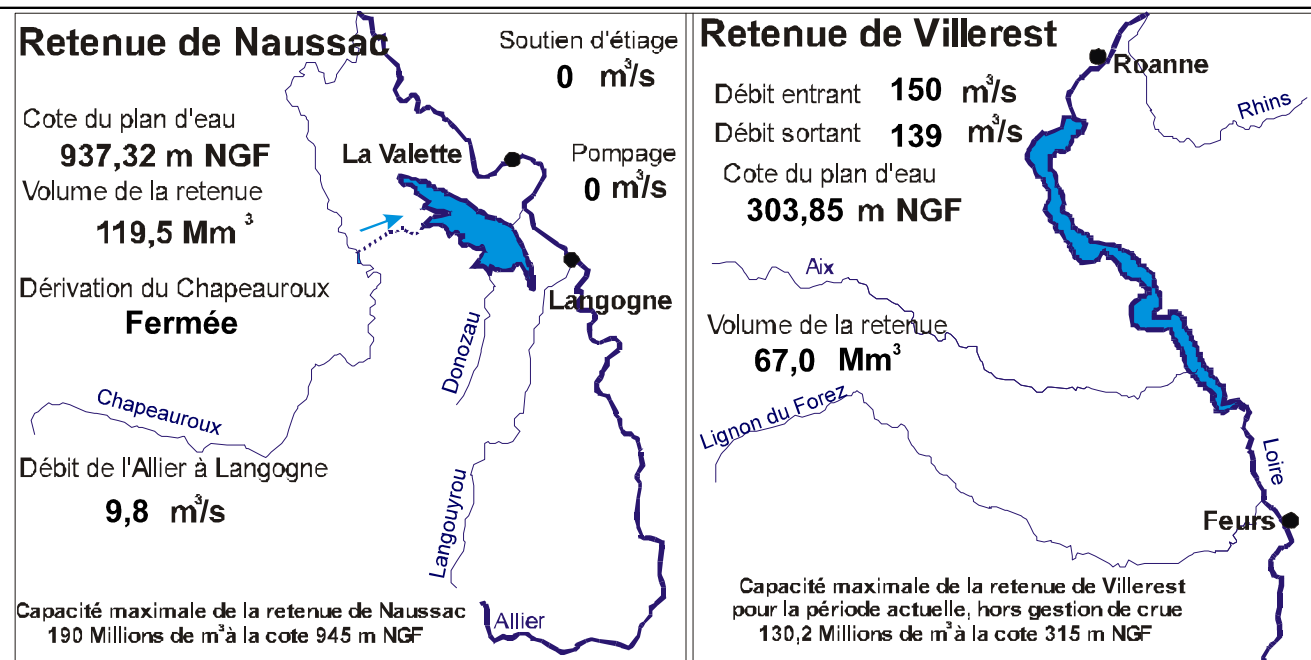 Retenue de Naussac
Soutien d'étiage
0 m³/s
Cote du plan d'eau
937,32 m NGF
La Valette
Pompage
0 m³/s
Volume de la retenue
119,5 Mm³
Dérivation du Chapeauroux
Fermée
Langogne
Donozau
Chapeauroux
Débit de l'Allier à Langogne
9,8 m³/s
Langouyrou
Capacité maximale de la retenue de Naussac
190 Millions de m³ à la cote 945 m NGF
Allier
Retenue de Villerest
Roanne
Débit entrant 150 m³/s
Rhins
Débit sortant 139 m³/s
Cote du plan d'eau
303,85 m NGF
Aix
Volume de la retenue
67,0 Mm³
Lignon du Forez
Loire
Feurs
Capacité maximale de la retenue de Villerest
pour la période actuelle, hors gestion de crue
130,2 Millions de m³ à la cote 315 m NGF